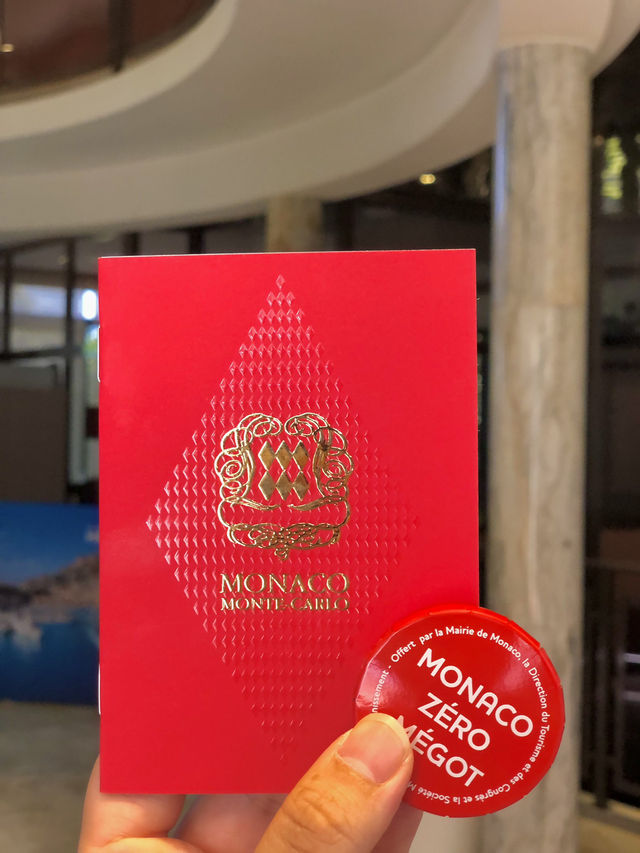 MONACO
MONTE-CARLO
Offert par la Mairie de Monaco, la Direction du Tourisme et des Congrès et la Société M
nissement -
MONACO
ZÉRO
MÉGOT